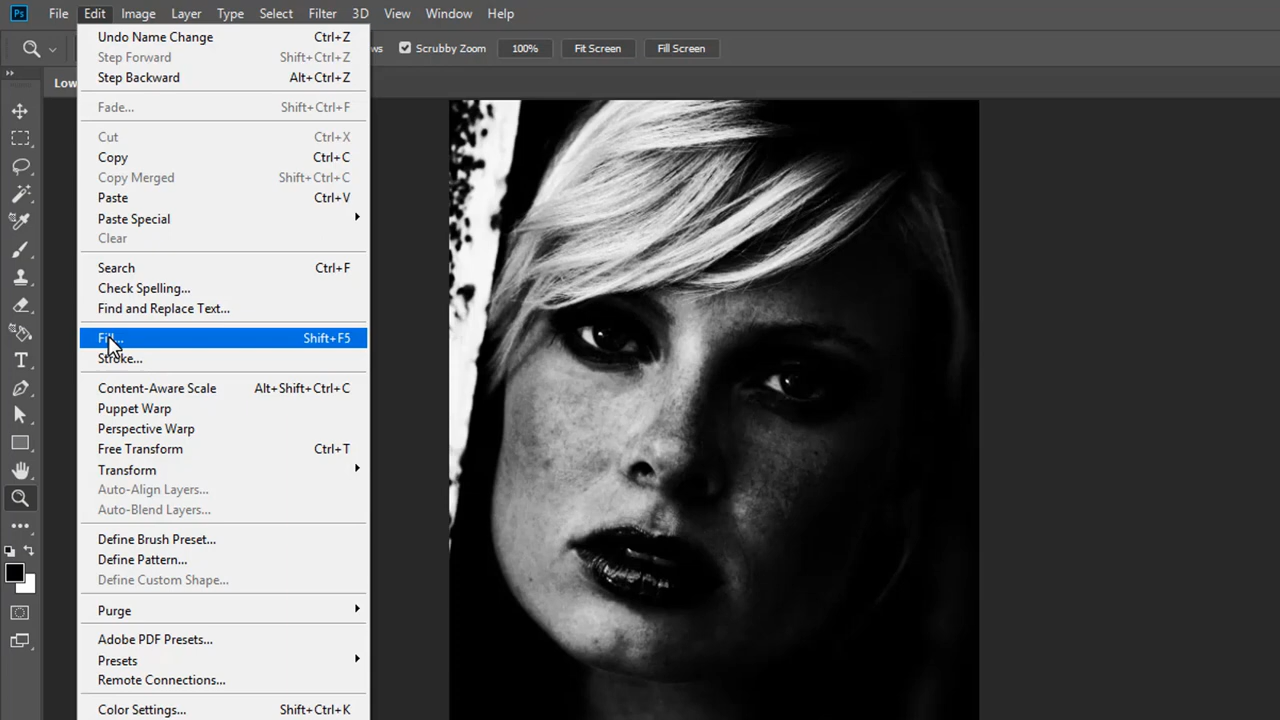 Ps File Edit Image Layer Type Select Filter 3D View Window Help
ws Scrubby Zoom 100% Fit Screen Fill Screen
Low
Undo Name Change Ctrl+Z
Step Forward Shift+Ctrl+Z
Step Backward Alt+Ctrl+Z
Fade... Shift+Ctrl+F
Cut Ctrl+X
Copy Ctrl+C
Copy Merged Shift+Ctrl+C
Paste Ctrl+V
Paste Special
Clear
Search Ctrl+F
Check Spelling...
Find and Replace Text...
Fill... Shift+F5
Stroke...
Content-Aware Scale Alt+Shift+Ctrl+C
Puppet Warp
Perspective Warp
Free Transform Ctrl+T
Transform
Auto-Align Layers...
Auto-Blend Layers...
Define Brush Preset...
Define Pattern...
Define Custom Shape...
Purge
Adobe PDF Presets...
Presets
Remote Connections...
Color Settings... Shift+Ctrl+K